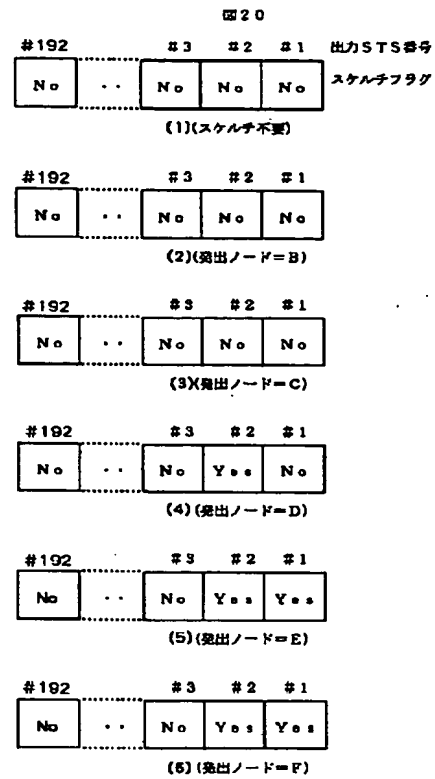 図20
#192 #3 #2 #1 出力STS番号
No ‥ No No No スケルチフラグ
(1)(スケルチ不要)
#192 #3 #2 #1
No ‥ No No No
(2)(発出ノード=B)
#192 #3 #2 #1
No ‥ No No No
(3)(発出ノード=C)
#192 #3 #2 #1
No ‥ No Yes No
(4)(発出ノード=D)
#192 #3 #2 #1
No ‥ No Yes Yes
(5)(発出ノード=E)
#192 #3 #2 #1
No ‥ No Yes Yes
(6)(発出ノード=F)